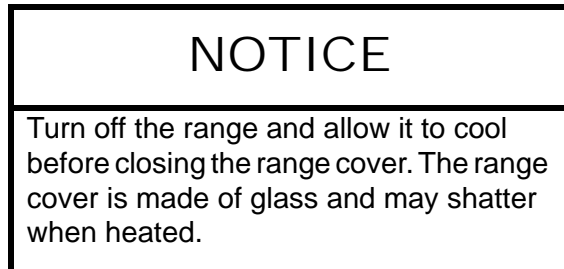 NOTICE
Turn off the range and allow it to cool
before closing the range cover. The range
cover is made of glass and may shatter
when heated.